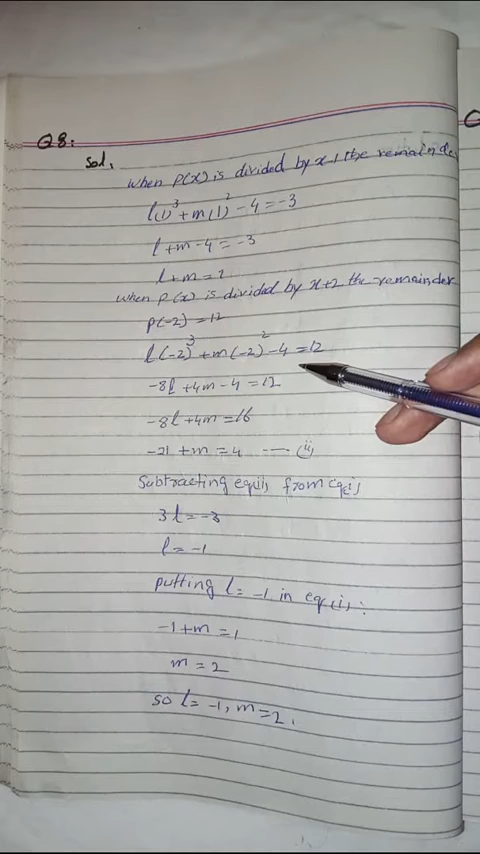 Q8:
Sol.
When P(x) is divided by x-1 the remainder
l(1)³ + m(1)² - 4 = -3
l + m - 4 = -3
l + m = 1
when P(x) is divided by x+2 the remainder
P(-2) = 12
l(-2)³ + m(-2)² - 4 = 12
-8l + 4m - 4 = 12
-8l + 4m = 16
-2l + m = 4 --- (ii)
Subtracting eq(ii) from eq(i)
3l = -3
l = -1
putting l = -1 in eq(i):
-1 + m = 1
m = 2
so l = -1, m = 2.